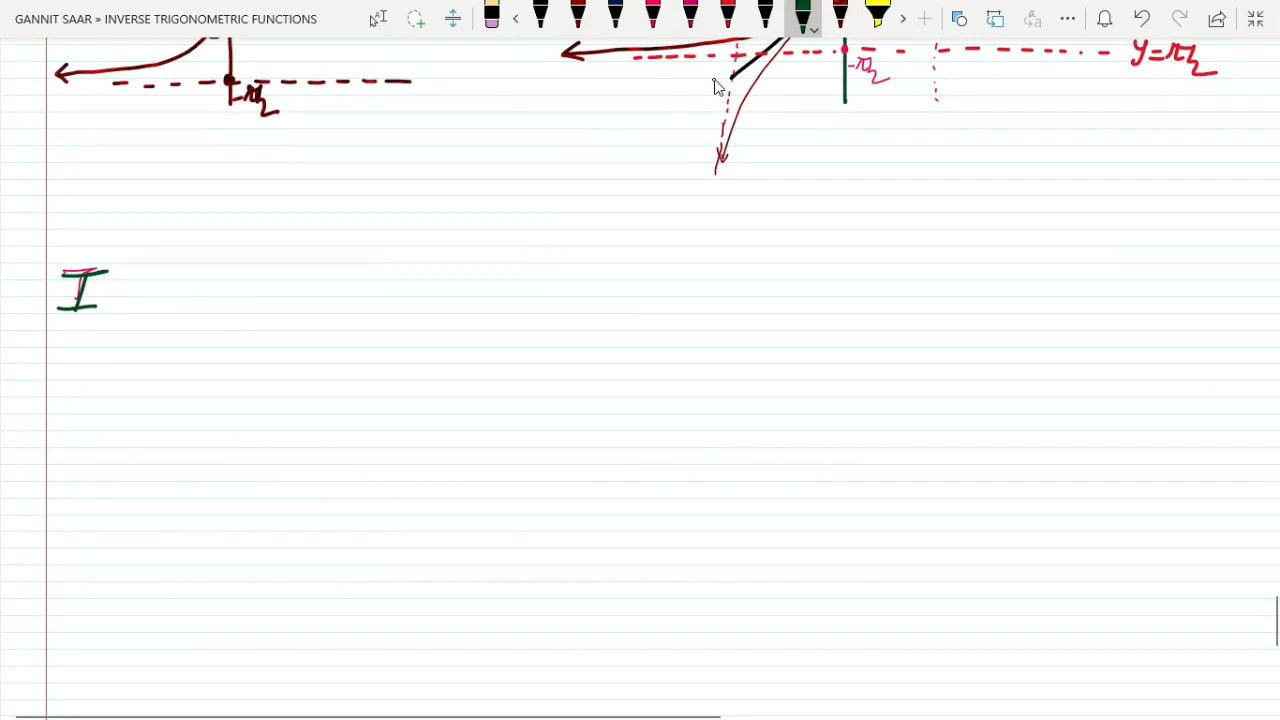 GANNIT SAAR » INVERSE TRIGONOMETRIC FUNCTIONS
-π/2
-π/2
y=π/2
I